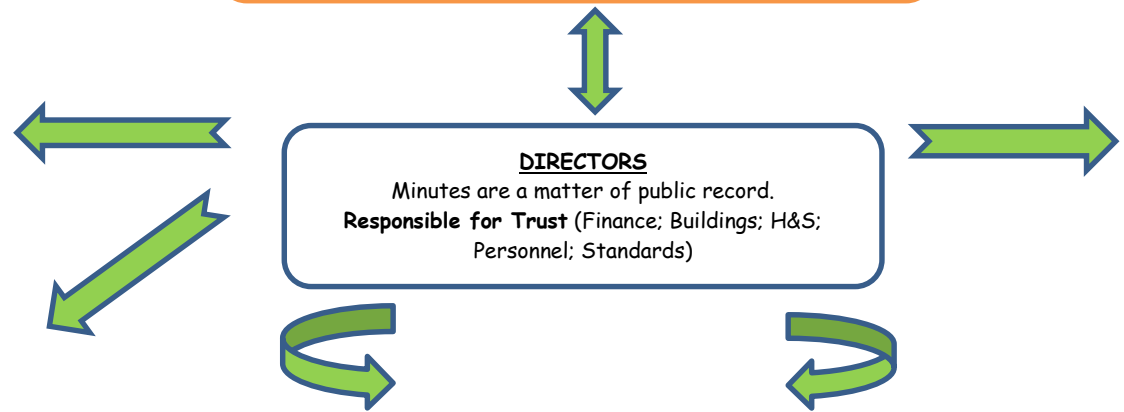 DIRECTORS
Minutes are a matter of public record.
Responsible for Trust (Finance; Buildings; H&S;
Personnel; Standards)